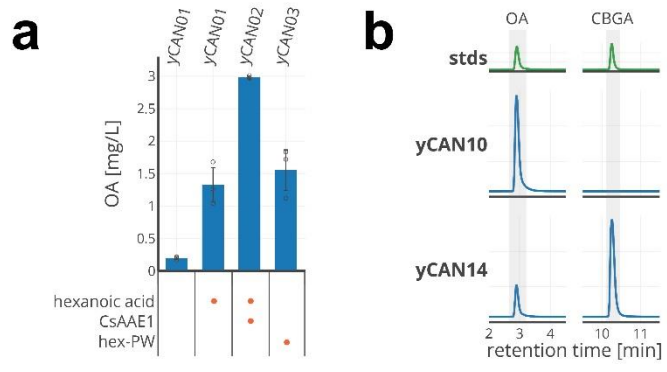 a
yCAN01 yCAN01 yCAN02 yCAN03
OA [mg/L]
3
2.5
2
1.5
1
0.5
0
hexanoic acid
CsAAE1
hex-PW
b
OA CBGA
stds
yCAN10
yCAN14
2 3 4 10 11
retention time [min]